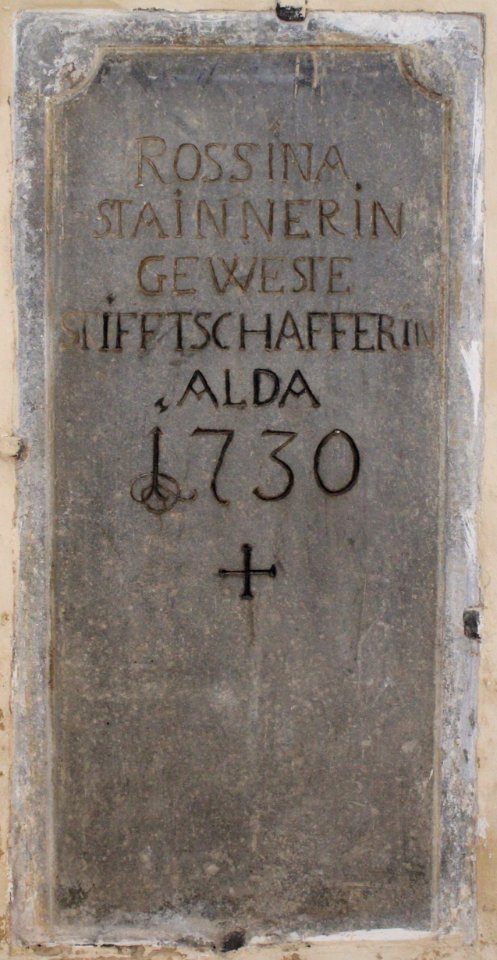 ROSSINA
STAINNERIN
GEWESTE
STIFFTSCHAFFERIN
ALDA
1730